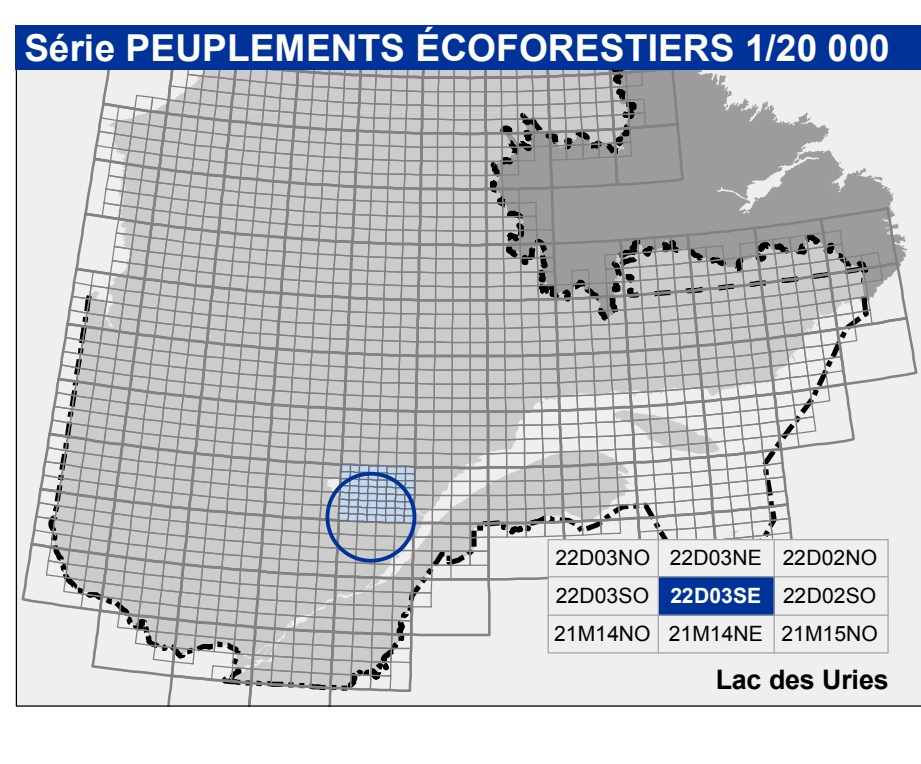 Série PEUPLEMENTS ÉCOFORESTIERS 1/20 000
22D03NO 22D03NE 22D02NO
22D03SO 22D03SE 22D02SO
21M14NO 21M14NE 21M15NO
Lac des Uries